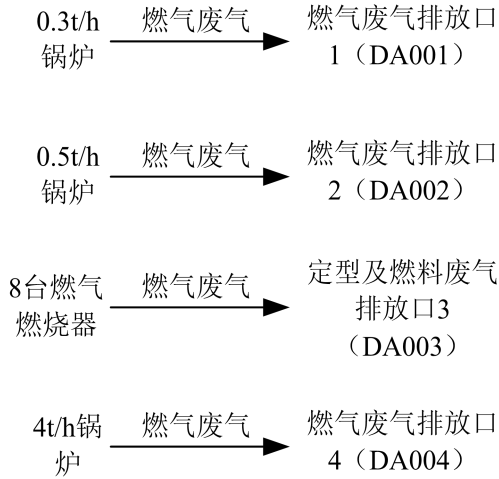 0.3t/h
锅炉
燃气废气
燃气废气排放口
1（DA001）
0.5t/h
锅炉
燃气废气
燃气废气排放口
2（DA002）
8台燃气
燃烧器
燃气废气
定型及燃料废气
排放口3
（DA003）
4t/h锅
炉
燃气废气
燃气废气排放口
4（DA004）